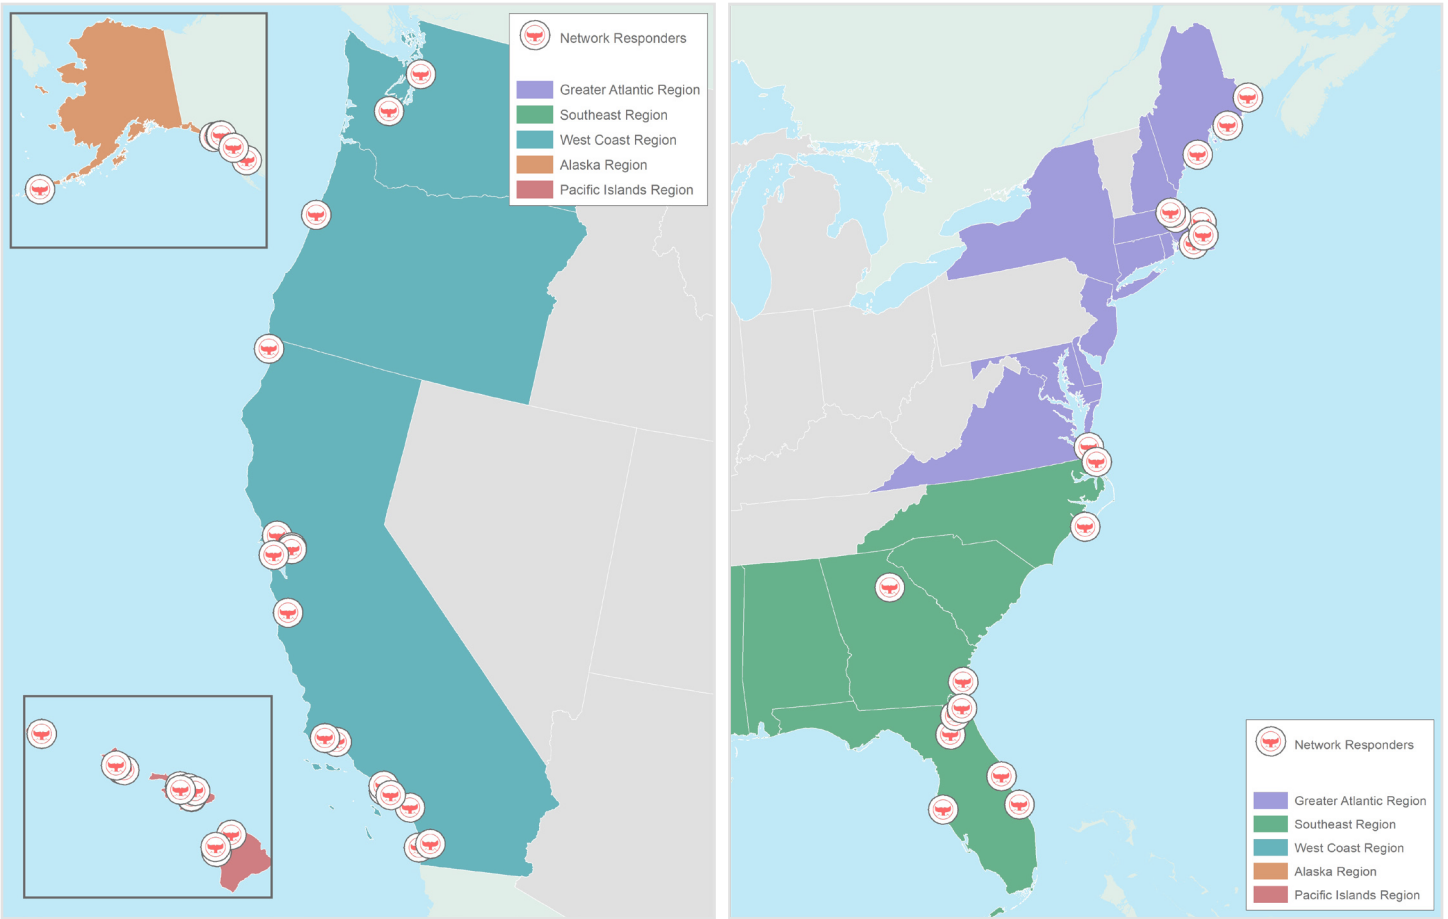 Network Responders
Greater Atlantic Region
Southeast Region
West Coast Region
Alaska Region
Pacific Islands Region
Network Responders
Greater Atlantic Region
Southeast Region
West Coast Region
Alaska Region
Pacific Islands Region